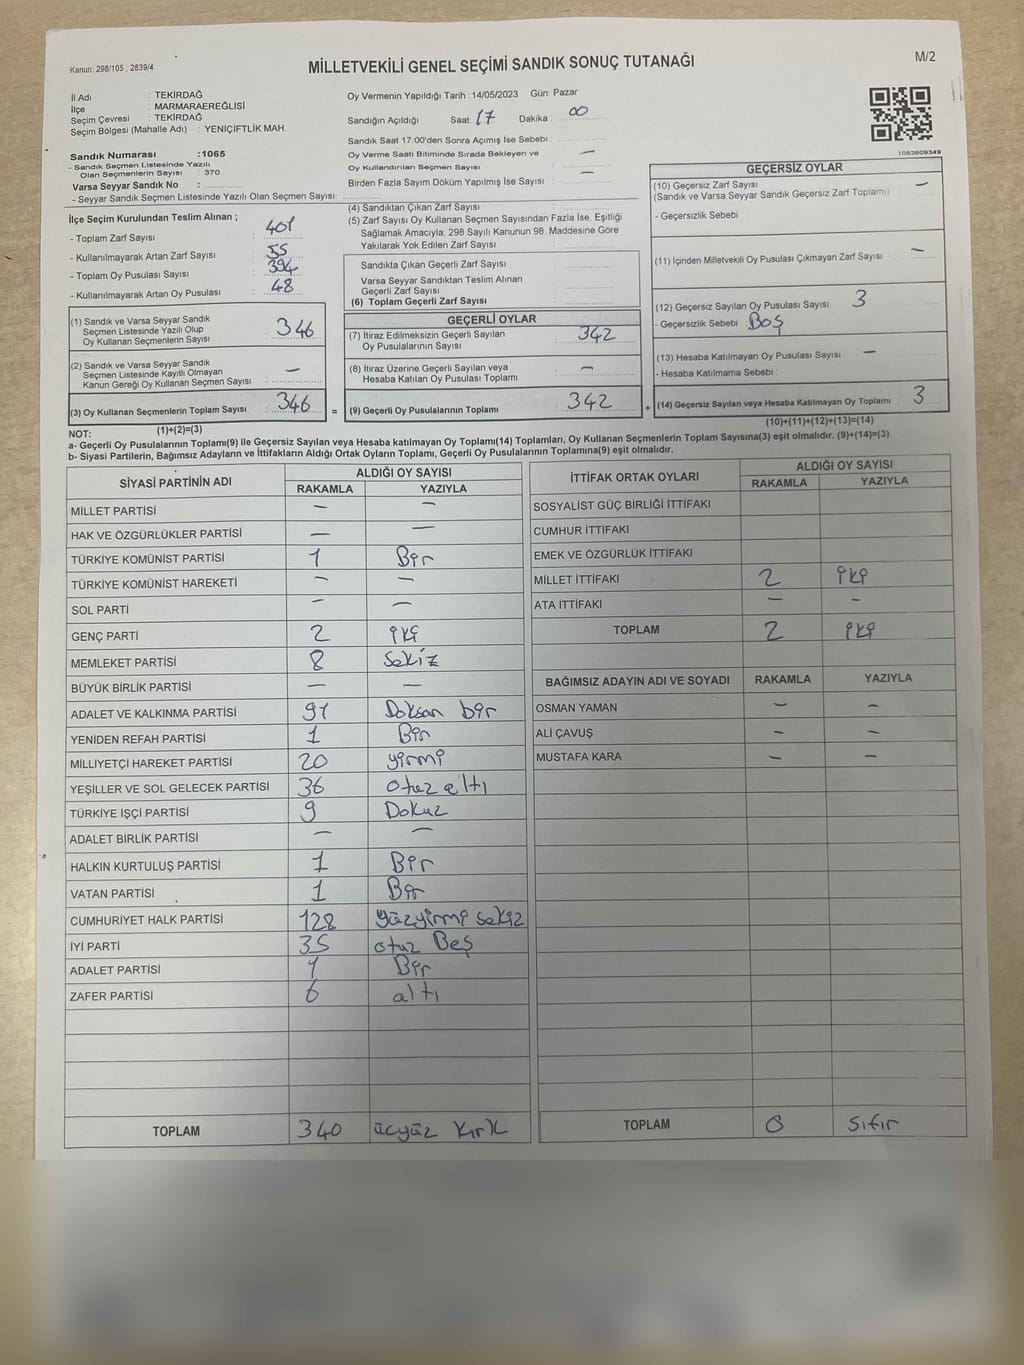 Kanun: 298/105 , 2839/4
MİLLETVEKİLİ GENEL SEÇİMİ SANDIK SONUÇ TUTANAĞI
M/2
İl Adı : TEKİRDAĞ
İlçe : MARMARAEREĞLİSİ
Seçim Çevresi : TEKİRDAĞ
Seçim Bölgesi (Mahalle Adı) : YENİÇİFTLİK MAH.
Sandık Numarası :1065
- Sandık Seçmen Listesinde Yazılı
Olan Seçmenlerin Sayısı : 370
Varsa Seyyar Sandık No :
- Seyyar Sandık Seçmen Listesinde Yazılı Olan Seçmen Sayısı:
Oy Vermenin Yapıldığı Tarih :14/05/2023 Gün: Pazar
Sandığın Açıldığı Saat: 17 Dakika : 00
Sandık Saat 17.00'den Sonra Açımış İse Sebebi :
Oy Verme Saati Bitiminde Sırada Bekleyen ve —
Oy Kullandırılan Seçmen Sayısı :
Birden Fazla Sayım Döküm Yapılmış İse Sayısı : —
1083609349
İlçe Seçim Kurulundan Teslim Alınan ;
- Toplam Zarf Sayısı : 401
- Kullanılmayarak Artan Zarf Sayısı : 55
- Toplam Oy Pusulası Sayısı : 394
- Kullanılmayarak Artan Oy Pusulası : 48
(1) Sandık ve Varsa Seyyar Sandık
Seçmen Listesinde Yazılı Olup
Oy Kullanan Seçmenlerin Sayısı : 346
(2) Sandık ve Varsa Seyyar Sandık
Seçmen Listesinde Kayıtlı Olmayan
Kanun Gereği Oy Kullanan Seçmen Sayısı : —
(3) Oy Kullanan Seçmenlerin Toplam Sayısı : 346
(1)+(2)=(3)
(4) Sandıktan Çıkan Zarf Sayısı :
(5) Zarf Sayısı Oy Kullanan Seçmen Sayısından Fazla İse, Eşitliği
Sağlamak Amacıyla; 298 Sayılı Kanunun 98. Maddesine Göre
Yakılarak Yok Edilen Zarf Sayısı :
Sandıkta Çıkan Geçerli Zarf Sayısı :
Varsa Seyyar Sandıktan Teslim Alınan
Geçerli Zarf Sayısı :
(6) Toplam Geçerli Zarf Sayısı :
GEÇERLİ OYLAR
(7) İtiraz Edilmeksizin Geçerli Sayılan
Oy Pusulalarının Sayısı : 342
(8) İtiraz Üzerine Geçerli Sayılan veya
Hesaba Katılan Oy Pusulası Toplamı : —
= (9) Geçerli Oy Pusulalarının Toplamı : 342 +
GEÇERSİZ OYLAR
(10) Geçersiz Zarf Sayısı : —
(Sandık ve Varsa Seyyar Sandık Geçersiz Zarf Toplamı)
- Geçersizlik Sebebi :
(11) İçinden Milletvekili Oy Pusulası Çıkmayan Zarf Sayısı : —
(12) Geçersiz Sayılan Oy Pusulası Sayısı : 3
- Geçersizlik Sebebi : Boş
(13) Hesaba Katılmayan Oy Pusulası Sayısı : —
- Hesaba Katılmama Sebebi :
(14) Geçersiz Sayılan veya Hesaba Katılmayan Oy Toplamı : 3
(10)+(11)+(12)+(13)=(14)
NOT:
a- Geçerli Oy Pusulalarının Toplamı(9) ile Geçersiz Sayılan veya Hesaba katılmayan Oy Toplamı(14) Toplamları, Oy Kullanan Seçmenlerin Toplam Sayısına(3) eşit olmalıdır. (9)+(14)=(3)
b- Siyasi Partilerin, Bağımsız Adayların ve İttifakların Aldığı Ortak Oyların Toplamı, Geçerli Oy Pusulalarının Toplamına(9) eşit olmalıdır.
SİYASİ PARTİNİN ADI ALDIĞI OY SAYISI
RAKAMLA YAZIYLA
MİLLET PARTİSİ — —
HAK VE ÖZGÜRLÜKLER PARTİSİ — —
TÜRKİYE KOMÜNİST PARTİSİ 1 Bir
TÜRKİYE KOMÜNİST HAREKETİ — —
SOL PARTİ — —
GENÇ PARTİ 2 iki
MEMLEKET PARTİSİ 8 Sekiz
BÜYÜK BİRLİK PARTİSİ — —
ADALET VE KALKINMA PARTİSİ 91 Doksan bir
YENİDEN REFAH PARTİSİ 1 Bir
MİLLİYETÇİ HAREKET PARTİSİ 20 yirmi
YEŞİLLER VE SOL GELECEK PARTİSİ 36 otuz altı
TÜRKİYE İŞÇİ PARTİSİ 9 Dokuz
ADALET BİRLİK PARTİSİ — —
HALKIN KURTULUŞ PARTİSİ 1 Bir
VATAN PARTİSİ 1 Bir
CUMHURİYET HALK PARTİSİ 128 yüzyirmi sekiz
İYİ PARTİ 35 otuz Beş
ADALET PARTİSİ 1 Bir
ZAFER PARTİSİ 6 altı
TOPLAM 340 üçyüz Kırk
İTTİFAK ORTAK OYLARI ALDIĞI OY SAYISI
RAKAMLA YAZIYLA
SOSYALİST GÜÇ BİRLİĞİ İTTİFAKI
CUMHUR İTTİFAKI
EMEK VE ÖZGÜRLÜK İTTİFAKI
MİLLET İTTİFAKI 2 iki
ATA İTTİFAKI — —
TOPLAM 2 iki
BAĞIMSIZ ADAYIN ADI VE SOYADI RAKAMLA YAZIYLA
OSMAN YAMAN — —
ALİ ÇAVUŞ — —
MUSTAFA KARA — —
TOPLAM 0 Sıfır